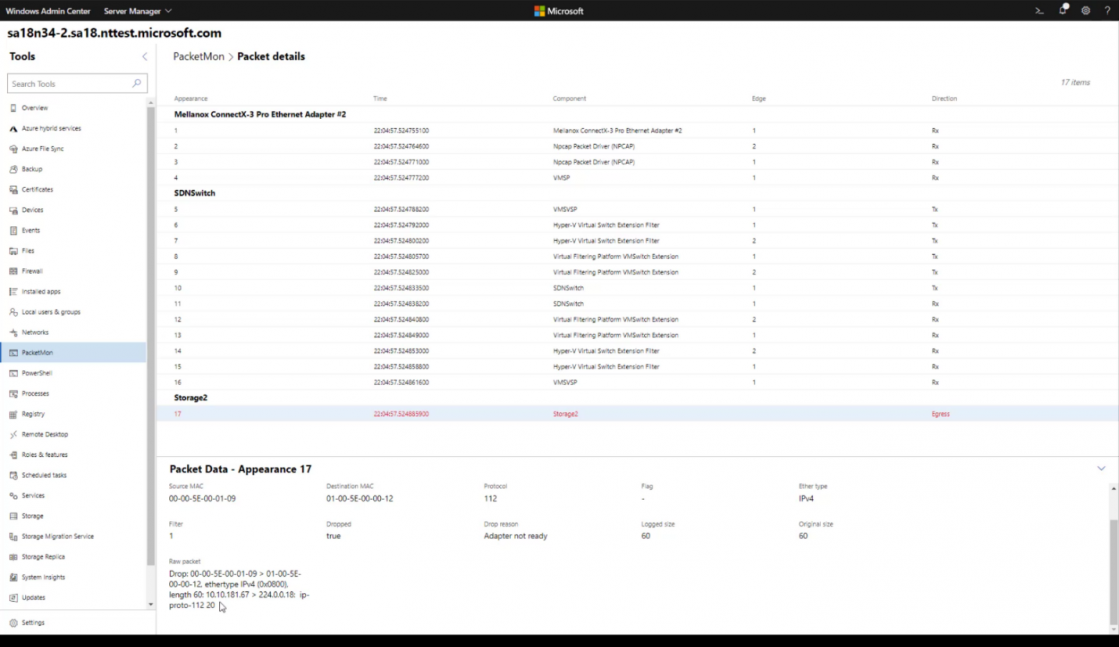 Windows Admin Center Server Manager Microsoft
sa18n34-2.sa18.nttest.microsoft.com
Tools
PacketMon > Packet details
Search Tools
17 items
Overview
Azure hybrid services
Azure File Sync
Backup
Certificates
Devices
Events
Files
Firewall
Installed apps
Local users & groups
Networks
PacketMon
PowerShell
Processes
Registry
Remote Desktop
Roles & features
Scheduled tasks
Services
Storage
Storage Migration Service
Storage Replica
System Insights
Updates
Settings
Appearance Time Component Edge Direction
Mellanox ConnectX-3 Pro Ethernet Adapter #2
1 22:04:57.524755100 Mellanox ConnectX-3 Pro Ethernet Adapter #2 1 Rx
2 22:04:57.524764600 Npcap Packet Driver (NPCAP) 2 Rx
3 22:04:57.524771000 Npcap Packet Driver (NPCAP) 1 Rx
4 22:04:57.524777200 VMSP 1 Rx
SDNSwitch
5 22:04:57.524788200 VMSVSP 1 Tx
6 22:04:57.524792000 Hyper-V Virtual Switch Extension Filter 1 Tx
7 22:04:57.524800200 Hyper-V Virtual Switch Extension Filter 2 Tx
8 22:04:57.524805700 Virtual Filtering Platform VMSwitch Extension 1 Tx
9 22:04:57.524825000 Virtual Filtering Platform VMSwitch Extension 2 Tx
10 22:04:57.524833500 SDNSwitch 1 Tx
11 22:04:57.524838200 SDNSwitch 1 Rx
12 22:04:57.524840800 Virtual Filtering Platform VMSwitch Extension 2 Rx
13 22:04:57.524849000 Virtual Filtering Platform VMSwitch Extension 1 Rx
14 22:04:57.524853000 Hyper-V Virtual Switch Extension Filter 2 Rx
15 22:04:57.524858800 Hyper-V Virtual Switch Extension Filter 1 Rx
16 22:04:57.524861600 VMSVSP 1 Rx
Storage2
17 22:04:57.524885900 Storage2 Egress
Packet Data - Appearance 17
Source MAC Destination MAC Protocol Flag Ether type
00-00-5E-00-01-09 01-00-5E-00-00-12 112 - IPv4
Filter Dropped Drop reason Logged size Original size
1 true Adapter not ready 60 60
Raw packet
Drop: 00-00-5E-00-01-09 > 01-00-5E-
00-00-12, ethertype IPv4 (0x0800),
length 60: 10.10.181.67 > 224.0.0.18: ip-
proto-112 20